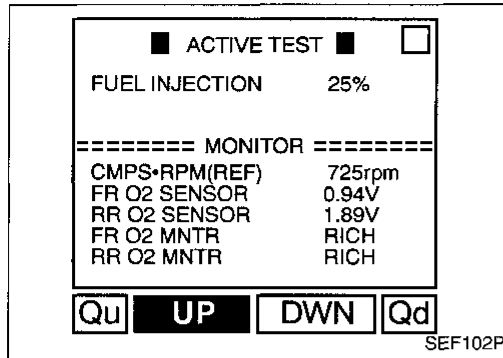 ■ ACTIVE TEST ■
FUEL INJECTION 25%
======== MONITOR ========
CMPS•RPM(REF) 725rpm
FR O2 SENSOR 0.94V
RR O2 SENSOR 1.89V
FR O2 MNTR RICH
RR O2 MNTR RICH
Qu UP DWN Qd
SEF102P